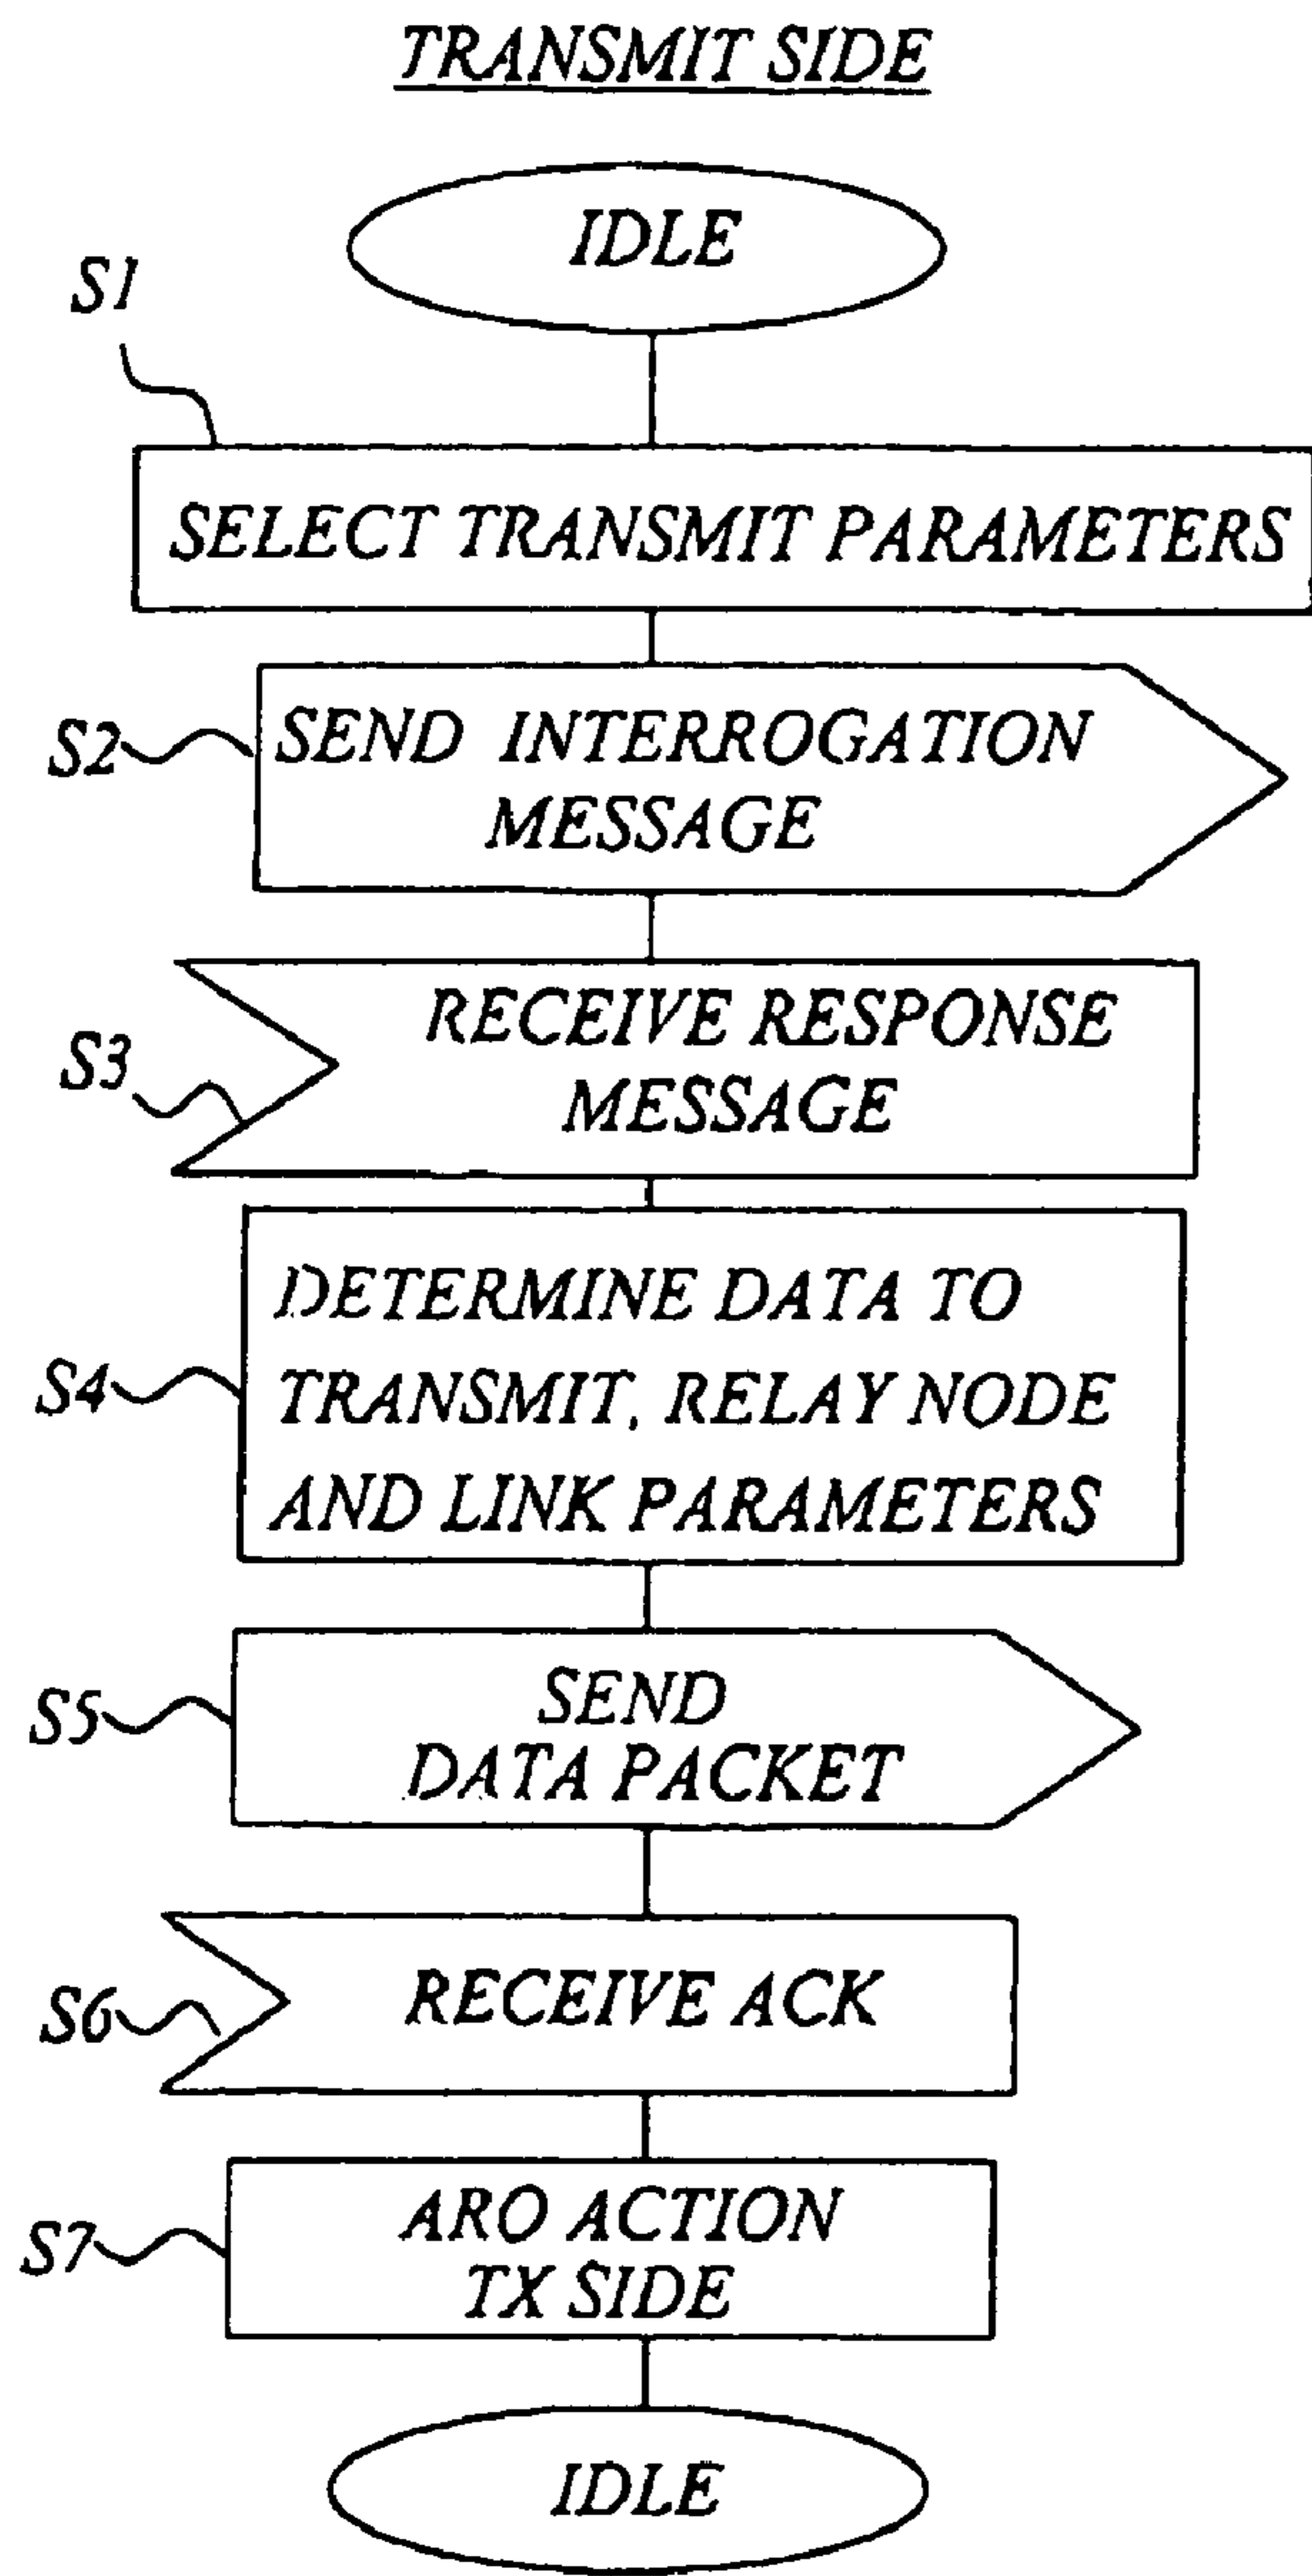 TRANSMIT SIDE
IDLE
S1
SELECT TRANSMIT PARAMETERS
S2
SEND INTERROGATION
MESSAGE
RECEIVE RESPONSE
S3
MESSAGE
DETERMINE DATA TO
S4
TRANSMIT, RELAY NODE
AND LINK PARAMETERS
S5
SEND
DATA PACKET
S6
RECEIVE ACK
S7
ARO ACTION
TX SIDE
IDLE